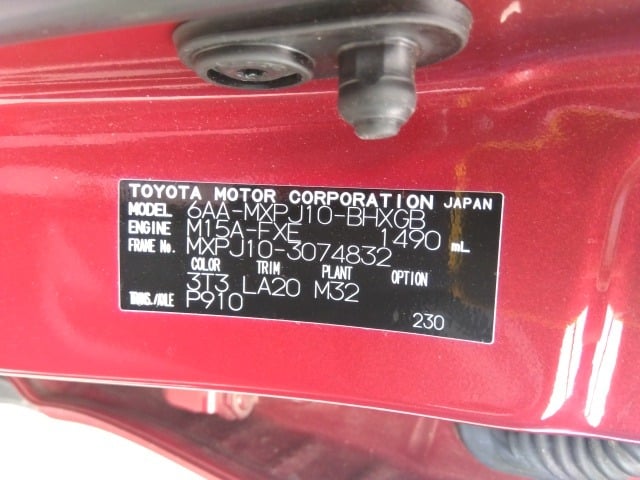 TOYOTA MOTOR CORPORATION JAPAN
MODEL 6AA-MXPJ10-BHXGB
ENGINE M15A-FXE 1490 mL
FRAME No. MXPJ10-3074832
COLOR TRIM PLANT OPTION
3T3 LA20 M32
TRANS./AXLE P910
230